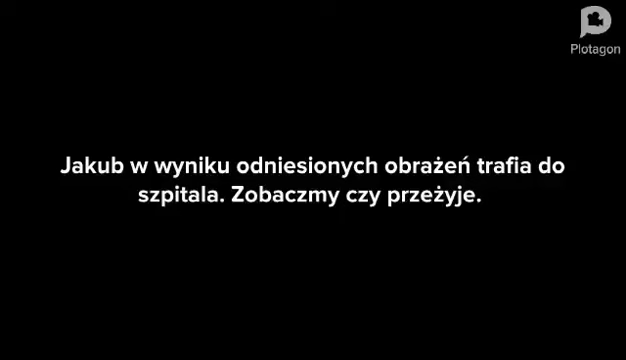 Plotagon
Jakub w wyniku odniesionych obrażeń trafia do
szpitala. Zobaczmy czy przeżyje.